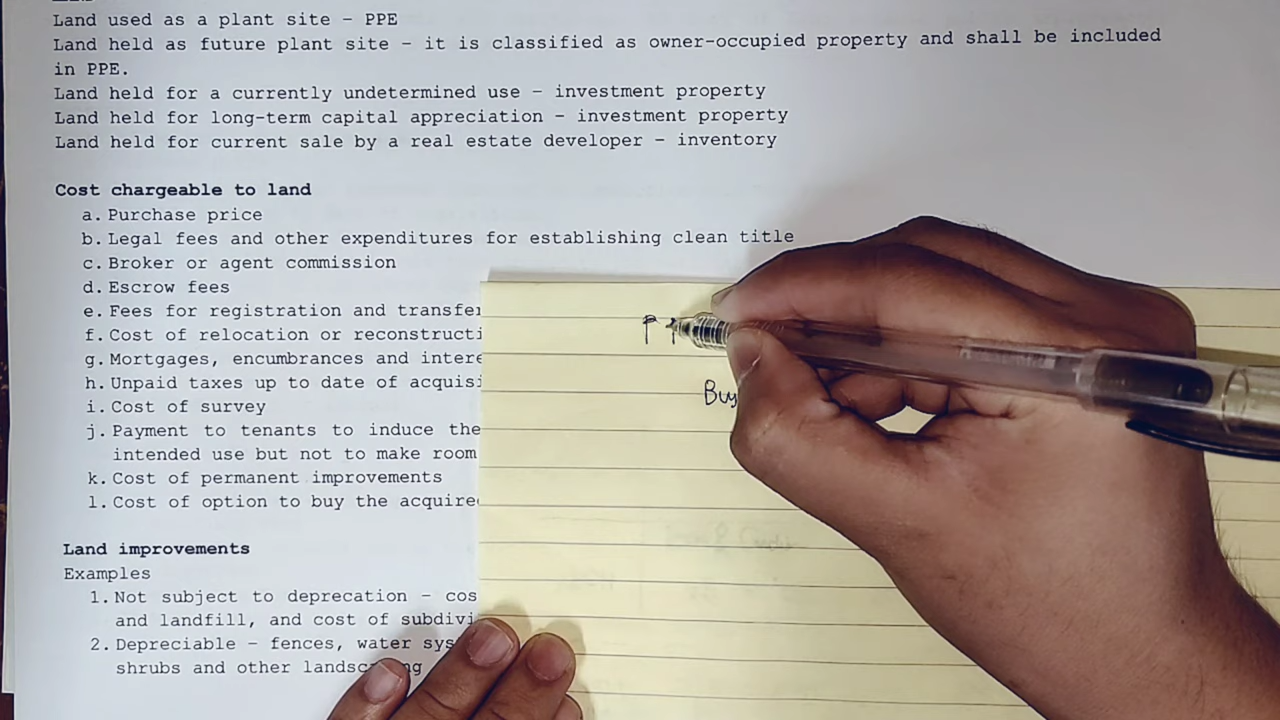 Land used as a plant site – PPE
Land held as future plant site – it is classified as owner-occupied property and shall be included
in PPE.
Land held for a currently undetermined use – investment property
Land held for long-term capital appreciation – investment property
Land held for current sale by a real estate developer – inventory
Cost chargeable to land
a. Purchase price
b. Legal fees and other expenditures for establishing clean title
c. Broker or agent commission
d. Escrow fees
e. Fees for registration and transfe
f. Cost of relocation or reconstructi
g. Mortgages, encumbrances and inter
h. Unpaid taxes up to date of acquis
i. Cost of survey
j. Payment to tenants to induce the
intended use but not to make room
k. Cost of permanent improvements
l. Cost of option to buy the acquire
Land improvements
Examples
1. Not subject to deprecation – cos
and landfill, and cost of subdivi
2. Depreciable – fences, water sys
shrubs and other
Buy